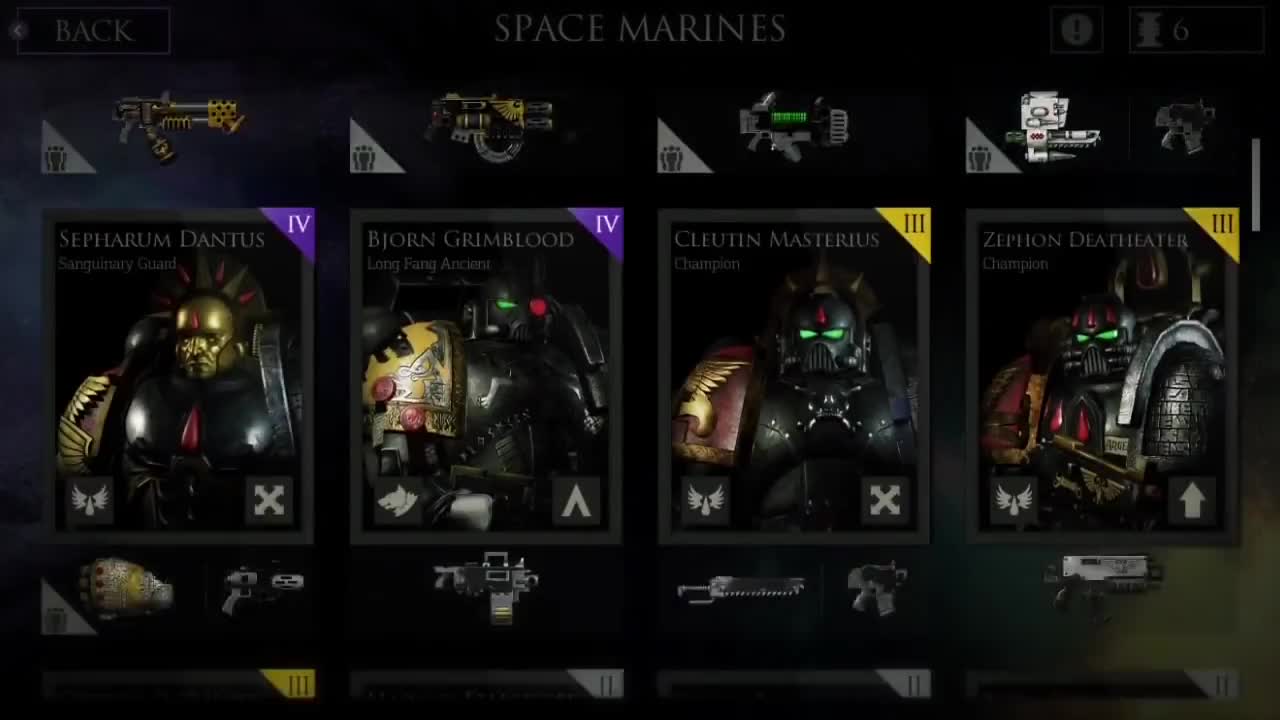 BACK
SPACE MARINES
6
IV
SEPHARUM DANTUS
Sanguinary Guard
IV
BJORN GRIMBLOOD
Long Fang Ancient
III
CLEUTIN MASTERIUS
Champion
III
ZEPHON DEATHEATER
Champion
III
II
II
II